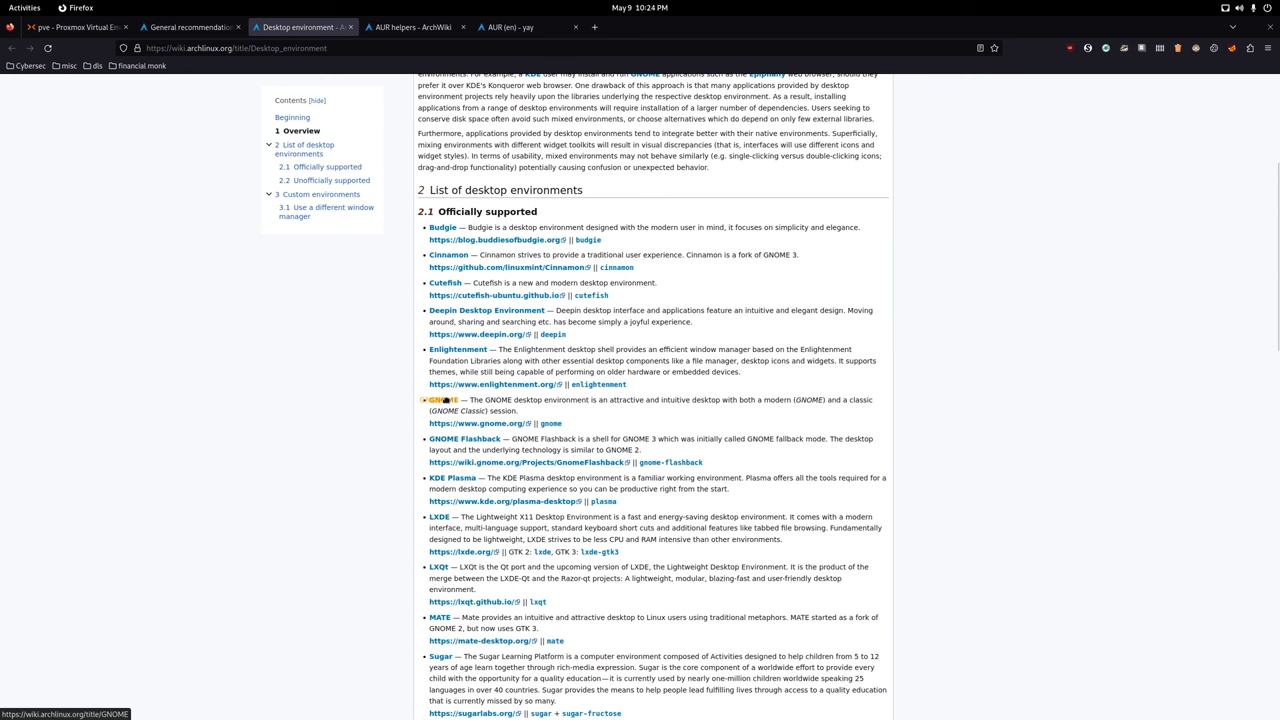 Activities
Firefox
May 9 10:24 PM
pve - Proxmox Virtual En
General recommendation
Desktop environment - A
AUR helpers - ArchWiki
AUR (en) - yay
https://wiki.archlinux.org/title/Desktop_environment
Cybersec
misc
dls
financial monk
Contents [hide]
Beginning
1 Overview
2 List of desktop
environments
2.1 Officially supported
2.2 Unofficially supported
3 Custom environments
3.1 Use a different window
manager
environments. For example, a KDE user may install and run GNOME applications such as the Epiphany web browser, should they
prefer it over KDE's Konqueror web browser. One drawback of this approach is that many applications provided by desktop
environment projects rely heavily upon the libraries underlying the respective desktop environment. As a result, installing
applications from a range of desktop environments will require installation of a larger number of dependencies. Users seeking to
conserve disk space often avoid such mixed environments, or choose alternatives which do depend on only few external libraries.
Furthermore, applications provided by desktop environments tend to integrate better with their native environments. Superficially,
mixing environments with different widget toolkits will result in visual discrepancies (that is, interfaces will use different icons and
widget styles). In terms of usability, mixed environments may not behave similarly (e.g. single-clicking versus double-clicking icons;
drag-and-drop functionality) potentially causing confusion or unexpected behavior.
2 List of desktop environments
2.1 Officially supported
• Budgie — Budgie is a desktop environment designed with the modern user in mind, it focuses on simplicity and elegance.
https://blog.buddiesofbudgie.org || budgie
• Cinnamon — Cinnamon strives to provide a traditional user experience. Cinnamon is a fork of GNOME 3.
https://github.com/linuxmint/Cinnamon || cinnamon
• Cutefish — Cutefish is a new and modern desktop environment.
https://cutefish-ubuntu.github.io || cutefish
• Deepin Desktop Environment — Deepin desktop interface and applications feature an intuitive and elegant design. Moving
around, sharing and searching etc. has become simply a joyful experience.
https://www.deepin.org/ || deepin
• Enlightenment — The Enlightenment desktop shell provides an efficient window manager based on the Enlightenment
Foundation Libraries along with other essential desktop components like a file manager, desktop icons and widgets. It supports
themes, while still being capable of performing on older hardware or embedded devices.
https://www.enlightenment.org/ || enlightenment
• GNOME — The GNOME desktop environment is an attractive and intuitive desktop with both a modern (GNOME) and a classic
(GNOME Classic) session.
https://www.gnome.org/ || gnome
• GNOME Flashback — GNOME Flashback is a shell for GNOME 3 which was initially called GNOME fallback mode. The desktop
layout and the underlying technology is similar to GNOME 2.
https://wiki.gnome.org/Projects/GnomeFlashback || gnome-flashback
• KDE Plasma — The KDE Plasma desktop environment is a familiar working environment. Plasma offers all the tools required for a
modern desktop computing experience so you can be productive right from the start.
https://www.kde.org/plasma-desktop || plasma
• LXDE — The Lightweight X11 Desktop Environment is a fast and energy-saving desktop environment. It comes with a modern
interface, multi-language support, standard keyboard short cuts and additional features like tabbed file browsing. Fundamentally
designed to be lightweight, LXDE strives to be less CPU and RAM intensive than other environments.
https://lxde.org/ || GTK 2: lxde, GTK 3: lxde-gtk3
• LXQt — LXQt is the Qt port and the upcoming version of LXDE, the Lightweight Desktop Environment. It is the product of the
merge between the LXDE-Qt and the Razor-qt projects: A lightweight, modular, blazing-fast and user-friendly desktop
environment.
https://lxqt.github.io/ || lxqt
• MATE — Mate provides an intuitive and attractive desktop to Linux users using traditional metaphors. MATE started as a fork of
GNOME 2, but now uses GTK 3.
https://mate-desktop.org/ || mate
• Sugar — The Sugar Learning Platform is a computer environment composed of Activities designed to help children from 5 to 12
years of age learn together through rich-media expression. Sugar is the core component of a worldwide effort to provide every
child with the opportunity for a quality education—it is currently used by nearly one-million children worldwide speaking 25
languages in over 40 countries. Sugar provides the means to help people lead fulfilling lives through access to a quality education
that is currently missed by so many.
https://sugarlabs.org/ || sugar + sugar-fructose
https://wiki.archlinux.org/title/GNOME